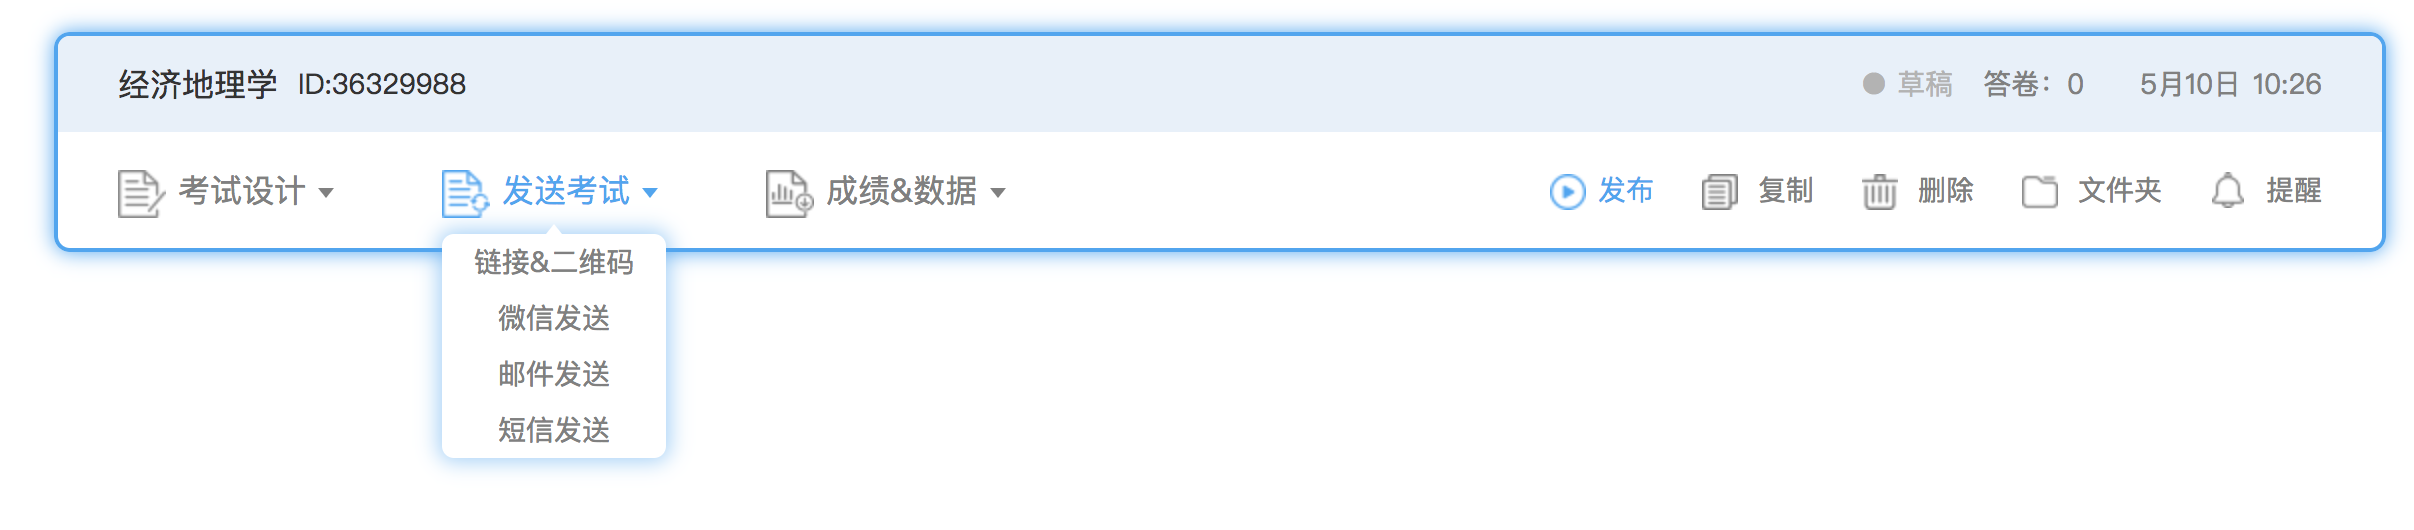 经济地理学 ID:36329988 草稿 答卷：0 5月10日 10:26
考试设计 发送考试 成绩&数据 发布 复制 删除 文件夹 提醒
链接&二维码
微信发送
邮件发送
短信发送